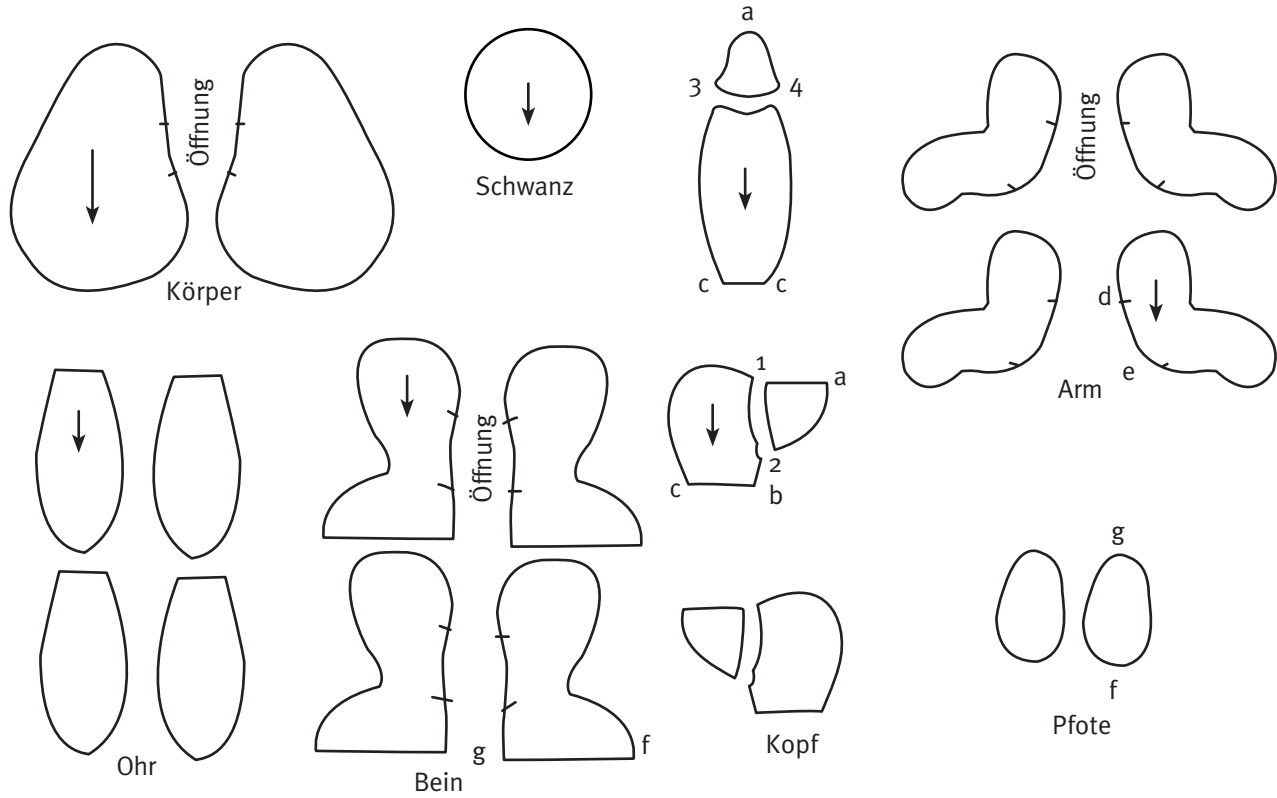 Öffnung
Körper
Schwanz
a
3
4
c
c
Öffnung
d
e
Arm
Öffnung
1
a
2
c
b
Ohr
g
f
Bein
Kopf
g
f
Pfote